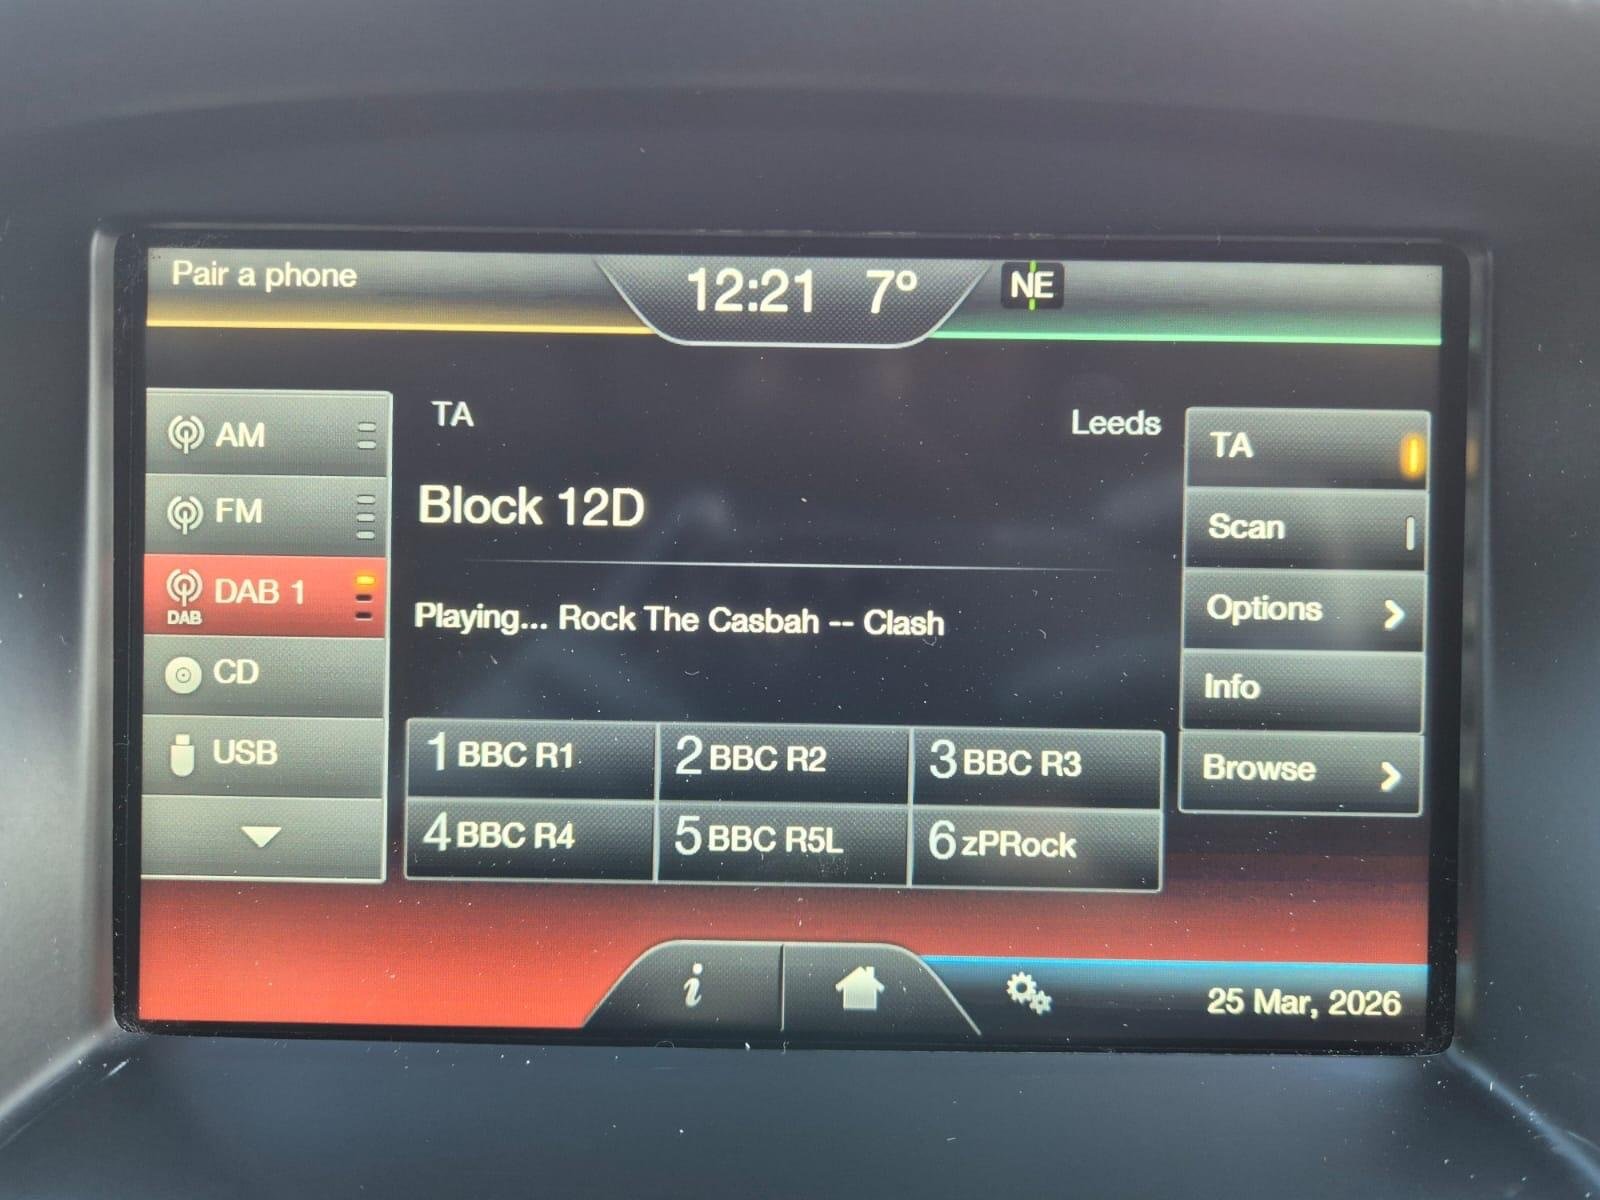 Pair a phone
12:21 7° NE
AM
FM
DAB DAB 1
CD
USB
TA Leeds
Block 12D
Playing... Rock The Casbah -- Clash
1 BBC R1 2 BBC R2 3 BBC R3
4 BBC R4 5 BBC R5L 6 zPRock
TA
Scan
Options
Info
Browse
i
25 Mar, 2026